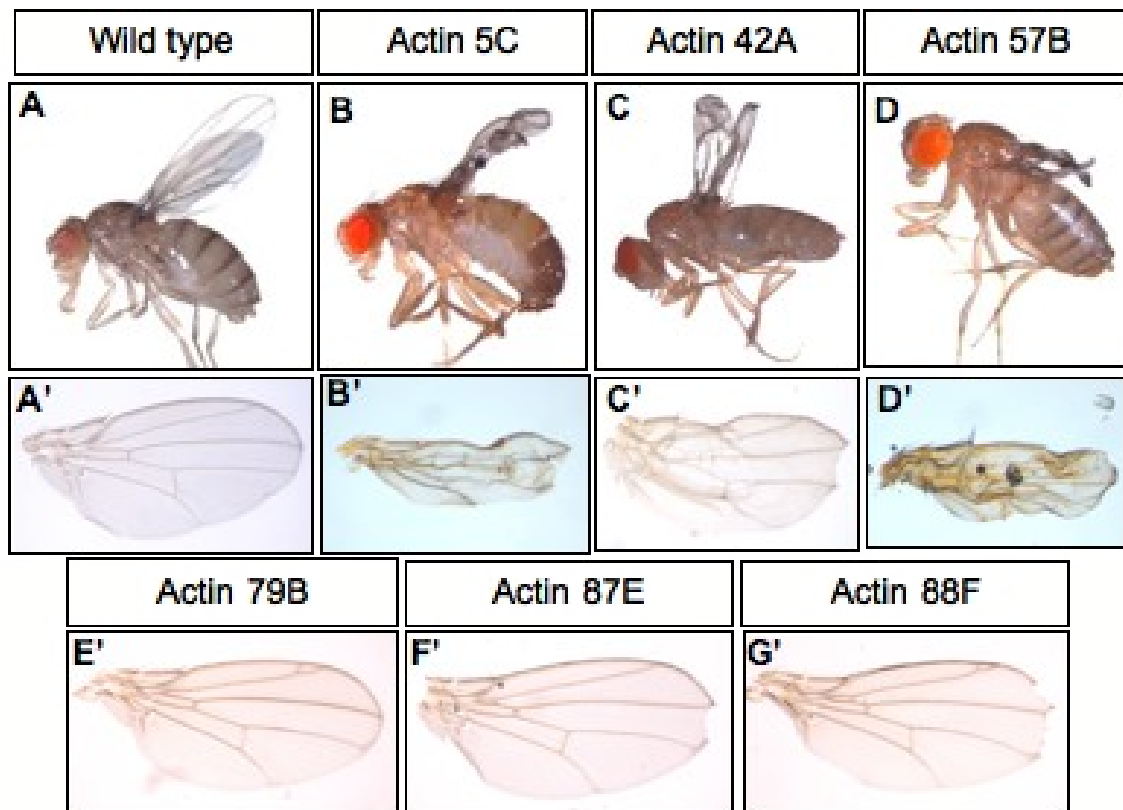 Wild type
Actin 5C
Actin 42A
Actin 57B
A
B
C
D
A'
B'
C'
D'
Actin 79B
Actin 87E
Actin 88F
E'
F'
G'